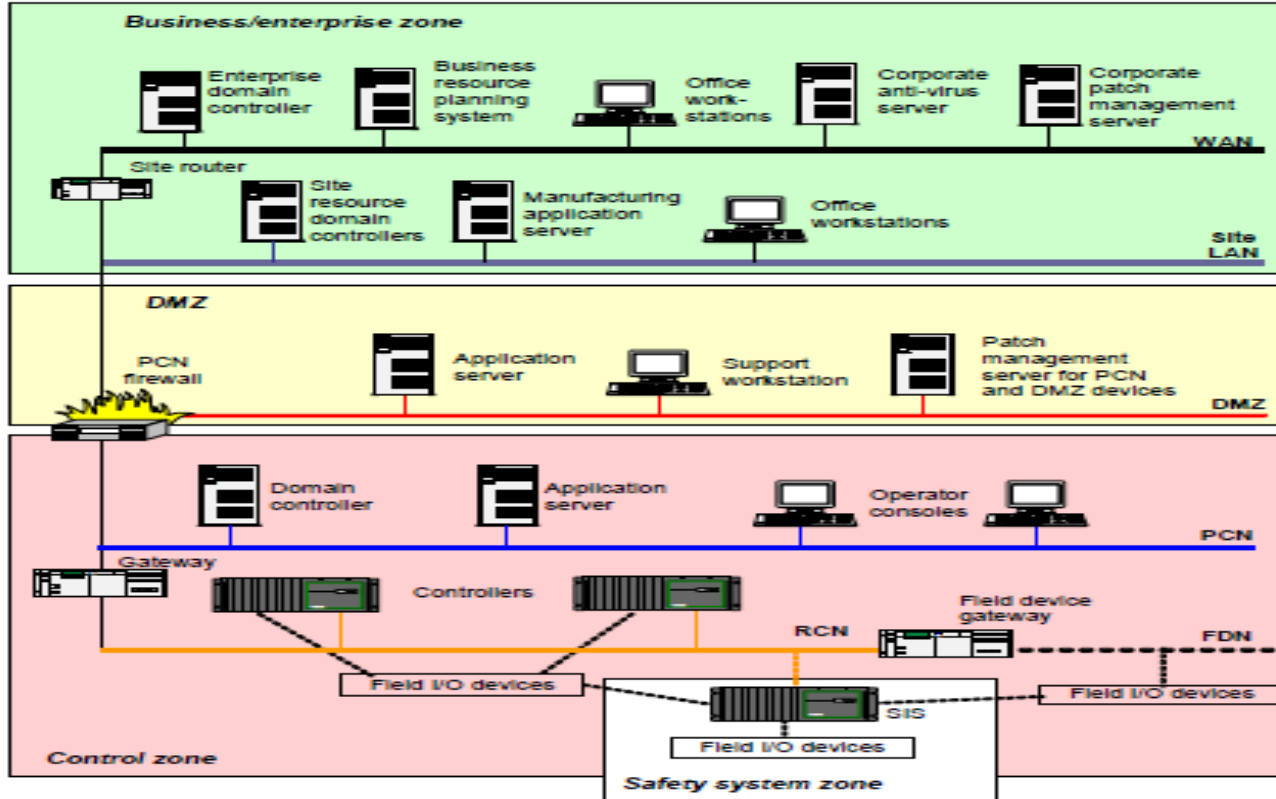 Business/enterprise zone
Enterprise
domain
controller
Business
resource
planning
system
Office
work-
stations
Corporate
anti-virus
server
Corporate
patch
management
server
WAN
Site router
Site
resource
domain
controllers
Manufacturing
application
server
Office
workstations
Site
LAN
DMZ
PCN
firewall
Application
server
Support
workstation
Patch
management
server for PCN
and DMZ devices
DMZ
Domain
controller
Application
server
Operator
consoles
PCN
Gateway
Controllers
Field device
gateway
RCN
FDN
Field I/O devices
SIS
Field I/O devices
Field I/O devices
Control zone
Safety system zone